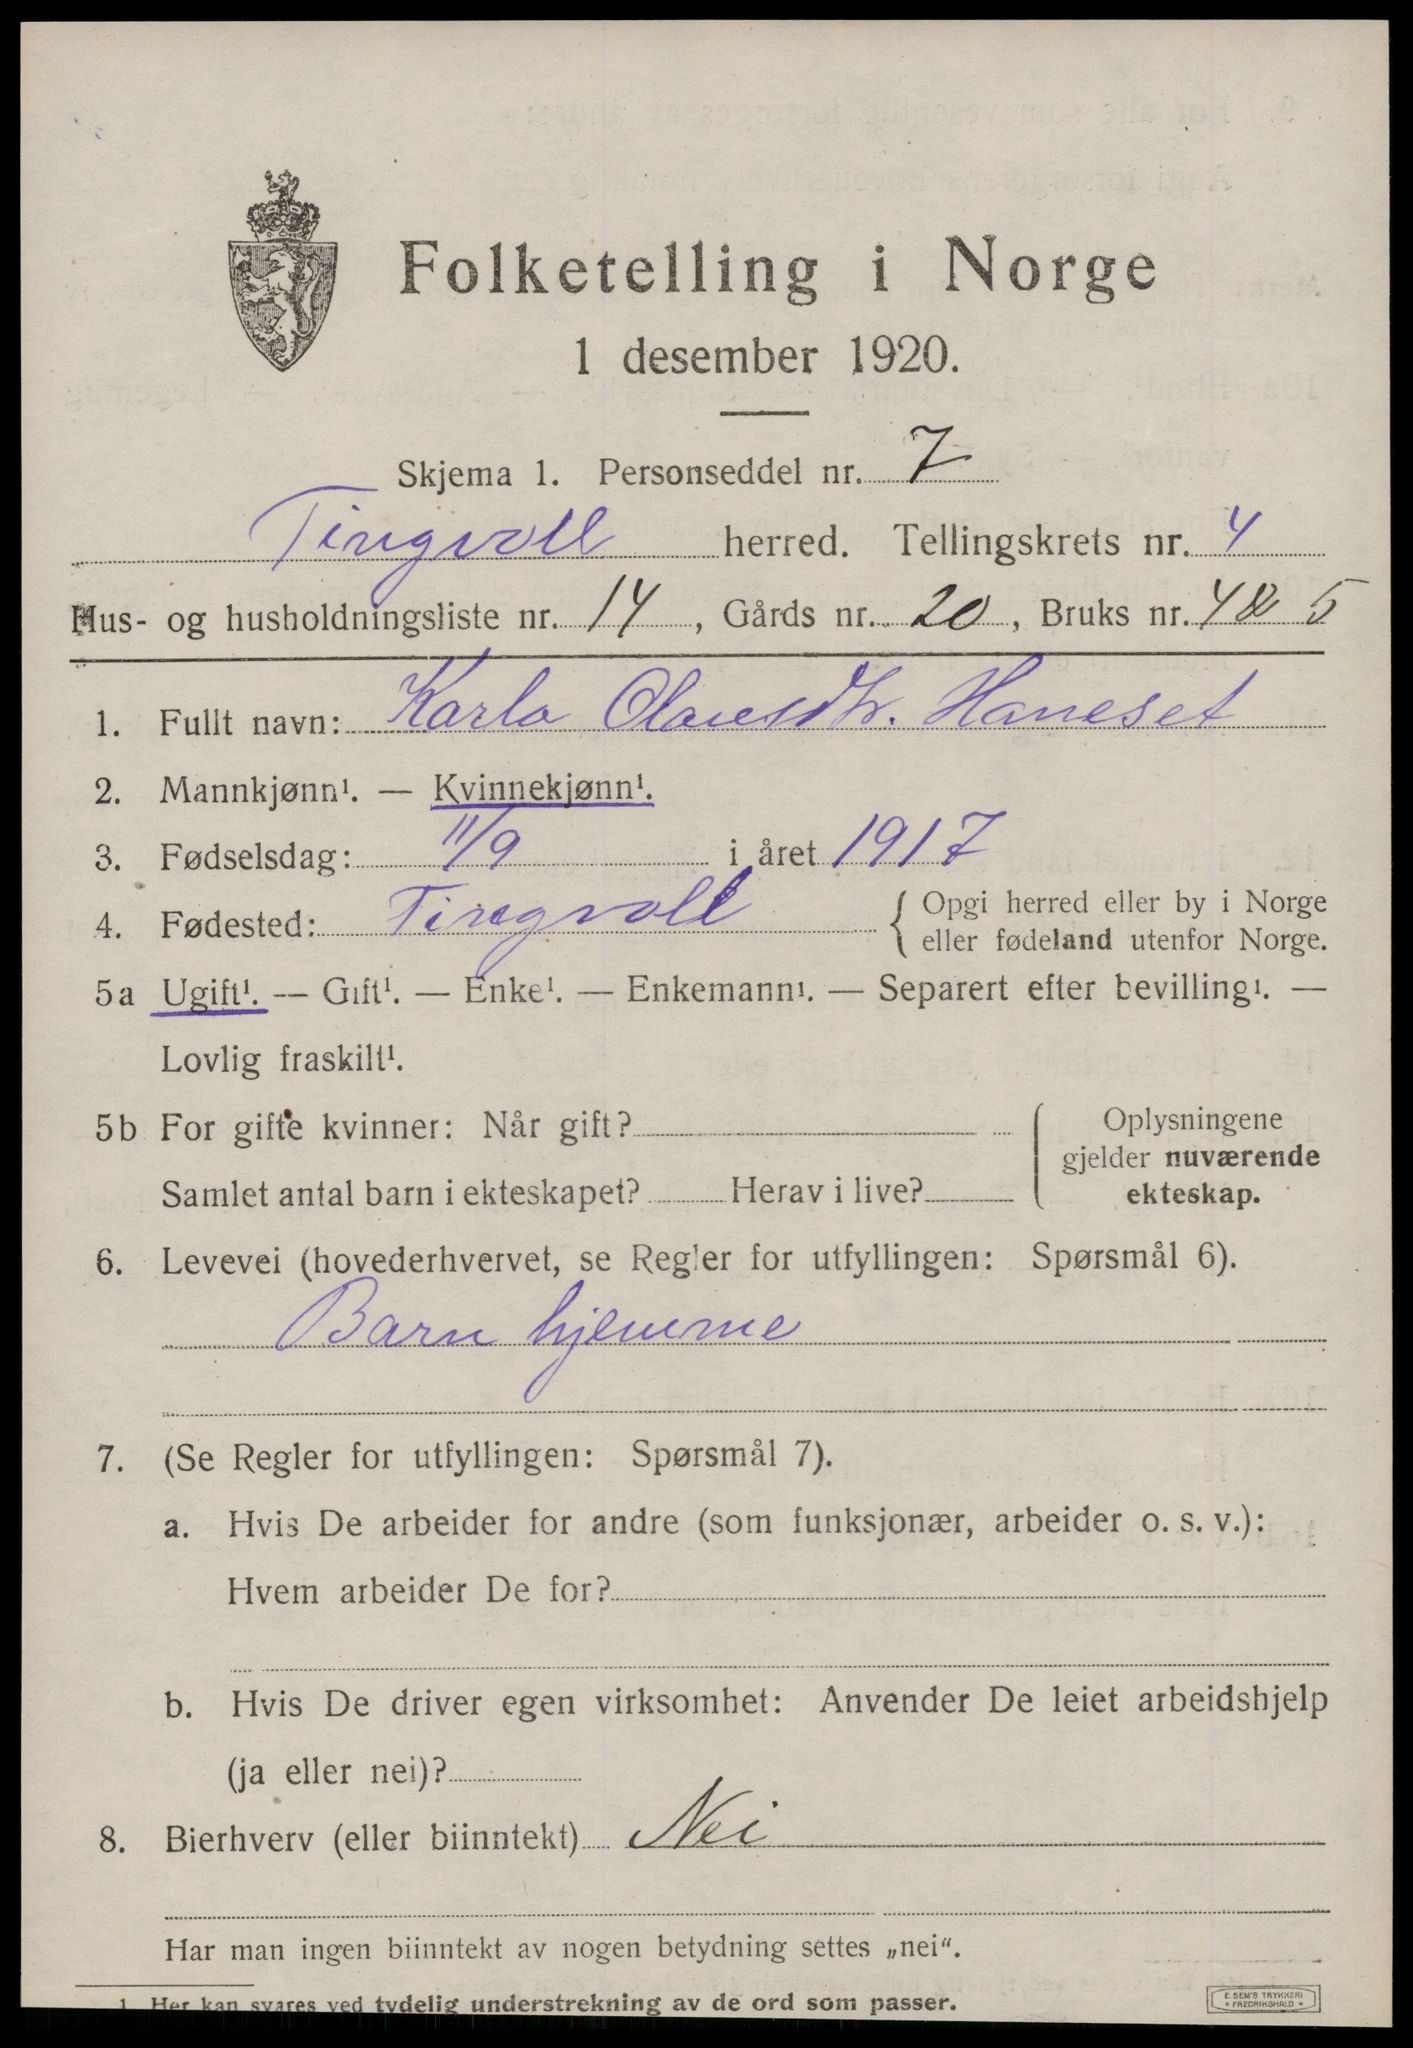 Folketelling i Norge
1 desember 1920.
Skjema 1. Personseddel nr. 7
Tingvoll herred. Tellingskrets nr. 4
Hus- og husholdningsliste nr. 14, Gårds nr. 20, Bruks nr. 4 & 5
1. Fullt navn: Karla Olausdtr. Haneset
2. Mannkjønn¹. — Kvinnekjønn¹.
3. Fødselsdag: 11/9 i året 1917
4. Fødested: Tingvoll { Opgi herred eller by i Norge
eller fødeland utenfor Norge.
5a Ugift¹. — Gift¹. — Enke¹. — Enkemann¹. — Separert efter bevilling¹. —
Lovlig fraskilt¹.
5b For gifte kvinner: Når gift?
Samlet antal barn i ekteskapet? Herav i live?
Oplysningene
gjelder nuværende
ekteskap.
6. Levevei (hovederhvervet, se Regler for utfyllingen: Spørsmål 6).
Barn hjemme
7. (Se Regler for utfyllingen: Spørsmål 7).
a. Hvis De arbeider for andre (som funksjonær, arbeider o. s. v.):
Hvem arbeider De for?
b. Hvis De driver egen virksomhet: Anvender De leiet arbeidshjelp
(ja eller nei)?
8. Bierhverv (eller biinntekt) Nei
Har man ingen biinntekt av nogen betydning settes „nei“.
1. Her kan svares ved tydelig understrekning av de ord som passer.
E. SEM'S TRYKKERI
* FREDRIKSHALD *